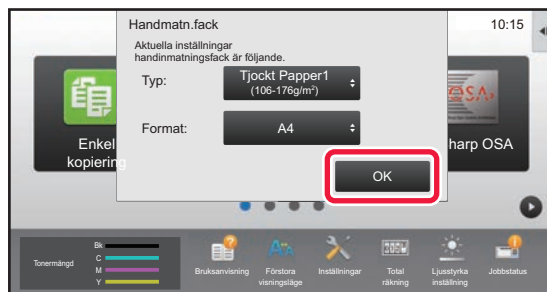 Handmatn.fack
10:15
Aktuella inställningar
handinmatningsfack är följande.
Typ:
Tjockt Papper1
(106-176g/m²)
Format:
A4
OK
Enkel
kopiering
harp OSA
Tonermängd
Bk
C
M
Y
Bruksanvisning
Förstora
visningsläge
Inställningar
Total
räkning
Ljusstyrka
inställning
Jobbstatus